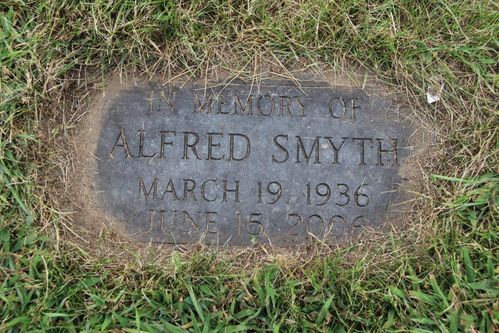 IN MEMORY OF
ALFRED SMYTH
MARCH 19, 1936
JUNE 15, 2006